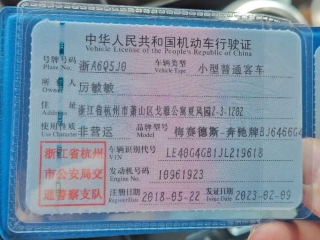 中华人民共和国机动车行驶证
Vehicle License of the People's Republic of China
号牌号码 浙A6Q5J0 车辆类型 小型普通客车
Plate No. Vehicle Type
所有人 厉敏敏
Owner
住址 浙江省杭州市萧山区戈雅公寓夏风园2-3-1202
Address
使用性质 非营运 品牌型号 梅赛德斯-奔驰牌BJ6466G4
浙江省杭州
市公安局交
通警察支队
车辆识别代号 LE40G4GB1JL219618
VIN
发动机号码 10961923
Engine No.
注册日期 2018-05-22 发证日期 2023-02-09
Register Date Issue Date